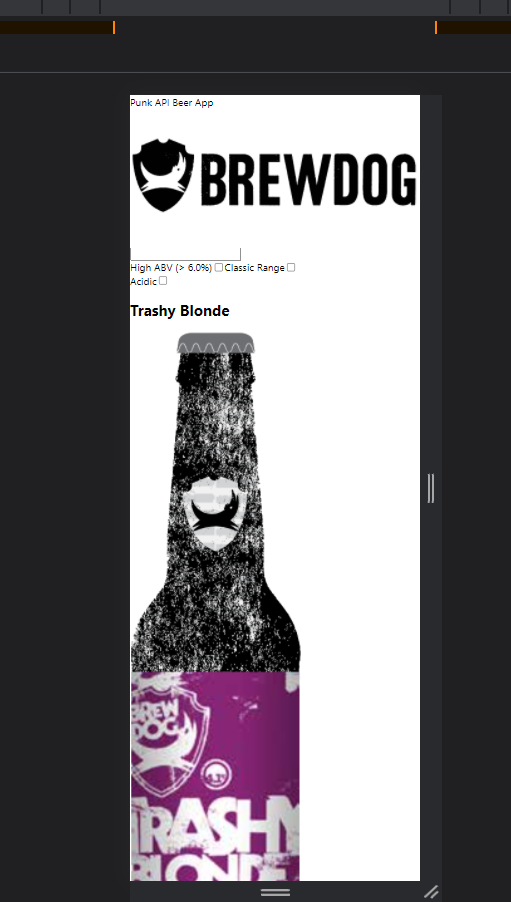 Punk API Beer App
BREWDOG
High ABV (> 6.0%) Classic Range
Acidic
Trashy Blonde
BREW
DOG
TRASHY
BLONDE